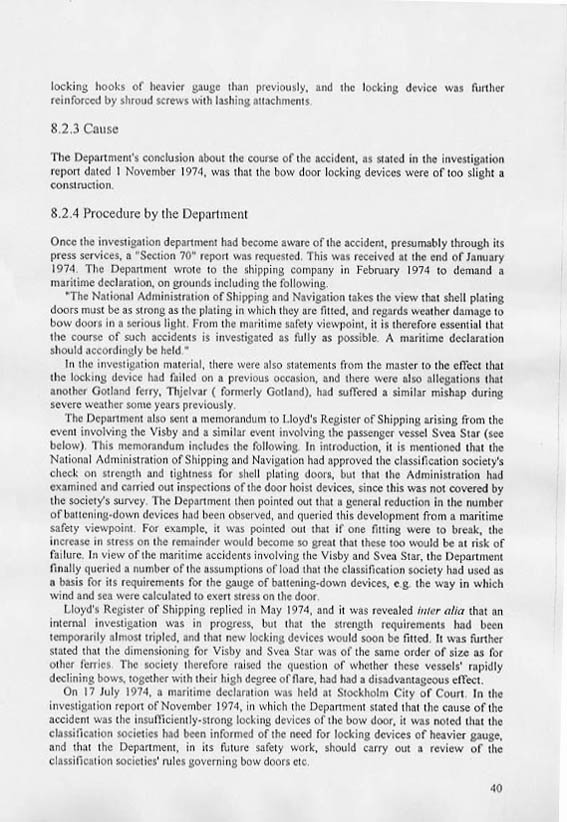 locking hooks of heavier gauge than previously, and the locking device was further
reinforced by shroud screws with lashing attachments.
8.2.3 Cause
The Department's conclusion about the course of the accident, as stated in the investigation
report dated 1 November 1974, was that the bow door locking devices were of too slight a
construction.
8.2.4 Procedure by the Department
Once the investigation department had become aware of the accident, presumably through its
press services, a "Section 70" report was requested. This was received at the end of January
1974. The Department wrote to the shipping company in February 1974 to demand a
maritime declaration, on grounds including the following.
"The National Administration of Shipping and Navigation takes the view that shell plating
doors must be as strong as the plating in which they are fitted, and regards weather damage to
bow doors in a serious light. From the maritime safety viewpoint, it is therefore essential that
the course of such accidents is investigated as fully as possible. A maritime declaration
should accordingly be held."
In the investigation material, there were also statements from the master to the effect that
the locking device had failed on a previous occasion, and there were also allegations that
another Gotland ferry, Thjelvar ( formerly Gotland), had suffered a similar mishap during
severe weather some years previously.
The Department also sent a memorandum to Lloyd's Register of Shipping arising from the
event involving the Visby and a similar event involving the passenger vessel Svea Star (see
below). This memorandum includes the following. In introduction, it is mentioned that the
National Administration of Shipping and Navigation had approved the classification society's
check on strength and tightness for shell plating doors, but that the Administration had
examined and carried out inspections of the door hoist devices, since this was not covered by
the society's survey. The Department then pointed out that a general reduction in the number
of battening-down devices had been observed, and queried this development from a maritime
safety viewpoint. For example, it was pointed out that if one fitting were to break, the
increase in stress on the remainder would become so great that these too would be at risk of
failure. In view of the maritime accidents involving the Visby and Svea Star, the Department
finally queried a number of the assumptions of load that the classification society had used as
a basis for its requirements for the gauge of battening-down devices, e.g. the way in which
wind and sea were calculated to exert stress on the door.
Lloyd's Register of Shipping replied in May 1974, and it was revealed inter alia that an
internal investigation was in progress, but that the strength requirements had been
temporarily almost tripled, and that new locking devices would soon be fitted. It was further
stated that the dimensioning for Visby and Svea Star was of the same order of size as for
other ferries. The society therefore raised the question of whether these vessels' rapidly
declining bows, together with their high degree of flare, had had a disadvantageous effect.
On 17 July 1974, a maritime declaration was held at Stockholm City of Court. In the
investigation report of November 1974, in which the Department stated that the cause of the
accident was the insufficiently-strong locking devices of the bow door, it was noted that the
classification societies had been informed of the need for locking devices of heavier gauge,
and that the Department, in its future safety work, should carry out a review of the
classification societies' rules governing bow doors etc.
40